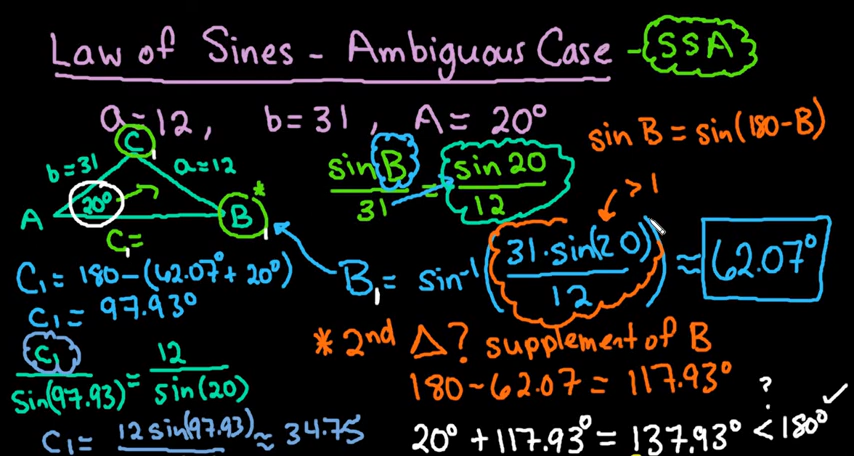 Law of Sines - Ambiguous Case - SSA
a=12, b=31, A=20°
sin B = sin(180-B)
C₁
b=31
a=12
20°
A
B₁
*
c₁=
sin B / 31 = sin 20 / 12
>1
B₁ = sin⁻¹(31·sin(20) / 12) ≈ 62.07°
C₁ = 180-(62.07°+20°)
C₁ = 97.93°
* 2nd Δ? supplement of B
180-62.07 = 117.93°
c₁ / sin(97.93) = 12 / sin(20)
c₁ = 12 sin(97.93) ≈ 34.75
20° + 117.93° = 137.93° <? 180° ✓